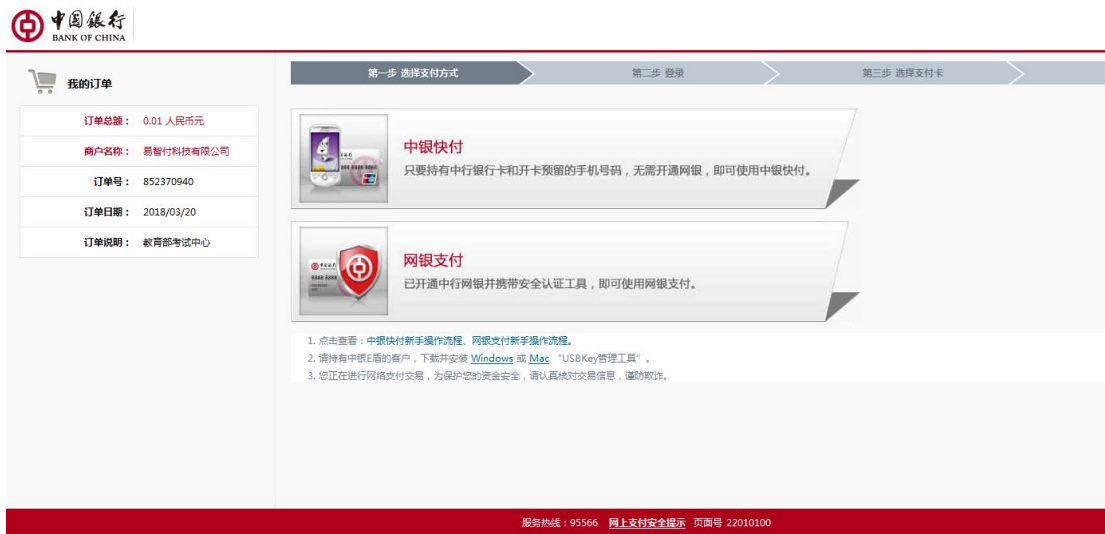 中国银行
BANK OF CHINA
我的订单
订单总额： 0.01 人民币元
商户名称： 易智付科技有限公司
订单号： 852370940
订单日期： 2018/03/20
订单说明： 教育部考试中心
第一步 选择支付方式
第二步 登录
第三步 选择支付卡
中银快付
只要持有中行银行卡和开卡预留的手机号码，无需开通网银，即可使用中银快付。
网银支付
已开通中行网银并携带安全认证工具，即可使用网银支付。
1. 点击查看：中银快付新手操作流程、网银支付新手操作流程。
2. 请持有中银E盾的客户，下载并安装 Windows 或 Mac “USBKey管理工具”。
3. 您正在进行网络支付交易，为保护您的资金安全，请认真核对交易信息，谨防欺诈。
服务热线：95566 网上支付安全提示 页面号 22010100